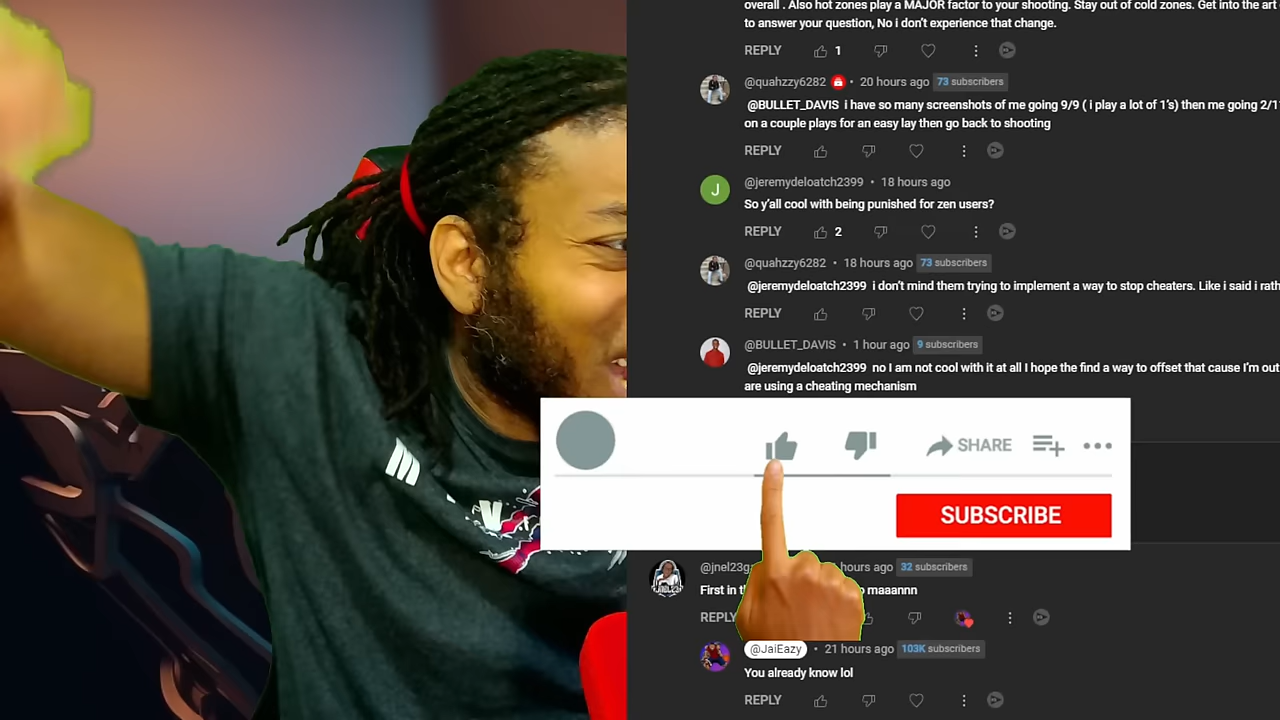 overall . Also hot zones play a MAJOR factor to your shooting. Stay out of cold zones. Get into the art
to answer your question, No i don't experience that change.
REPLY 1
@quahzzy6282 • 20 hours ago 73 subscribers
@BULLET_DAVIS i have so many screenshots of me going 9/9 ( i play a lot of 1's) then me going 2/1
on a couple plays for an easy lay then go back to shooting
REPLY
J
@jeremydeloatch2399 • 18 hours ago
So y'all cool with being punished for zen users?
REPLY 2
@quahzzy6282 • 18 hours ago 73 subscribers
@jeremydeloatch2399 i don't mind them trying to implement a way to stop cheaters. Like i said i rath
REPLY
@BULLET_DAVIS • 1 hour ago 9 subscribers
@jeremydeloatch2399 no I am not cool with it at all I hope the find a way to offset that cause I'm out
are using a cheating mechanism
SHARE
SUBSCRIBE
@jnel23g hours ago 32 subscribers
First in maaannn
REPLY
@JaiEazy • 21 hours ago 103K subscribers
You already know lol
REPLY